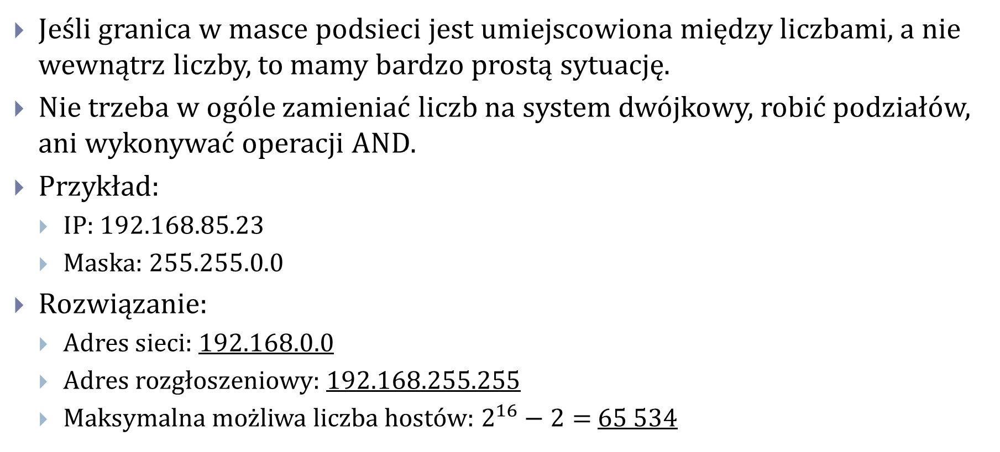 Jeśli granica w masce podsieci jest umiejscowiona między liczbami, a nie
wewnątrz liczby, to mamy bardzo prostą sytuację.
Nie trzeba w ogóle zamieniać liczb na system dwójkowy, robić podziałów,
ani wykonywać operacji AND.
Przykład:
IP: 192.168.85.23
Maska: 255.255.0.0
Rozwiązanie:
Adres sieci: 192.168.0.0
Adres rozgłoszeniowy: 192.168.255.255
Maksymalna możliwa liczba hostów: 2¹⁶ − 2 = 65 534